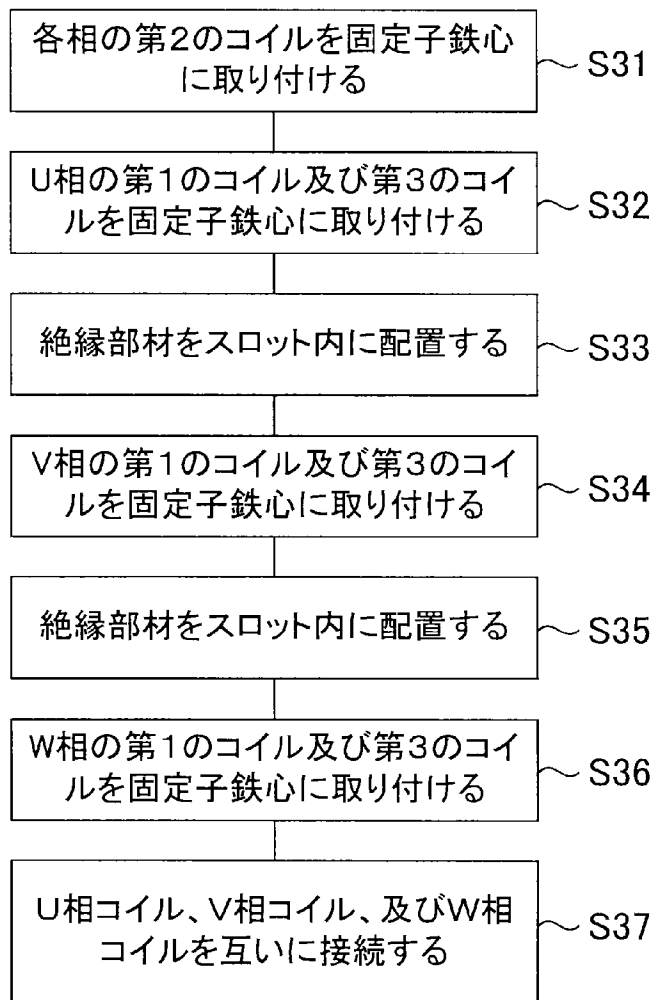 各相の第2のコイルを固定子鉄心
に取り付ける
S31
U相の第1のコイル及び第3のコイ
ルを固定子鉄心に取り付ける
S32
絶縁部材をスロット内に配置する
S33
V相の第1のコイル及び第3のコイ
ルを固定子鉄心に取り付ける
S34
絶縁部材をスロット内に配置する
S35
W相の第1のコイル及び第3のコイ
ルを固定子鉄心に取り付ける
S36
U相コイル、V相コイル、及びW相
コイルを互いに接続する
S37